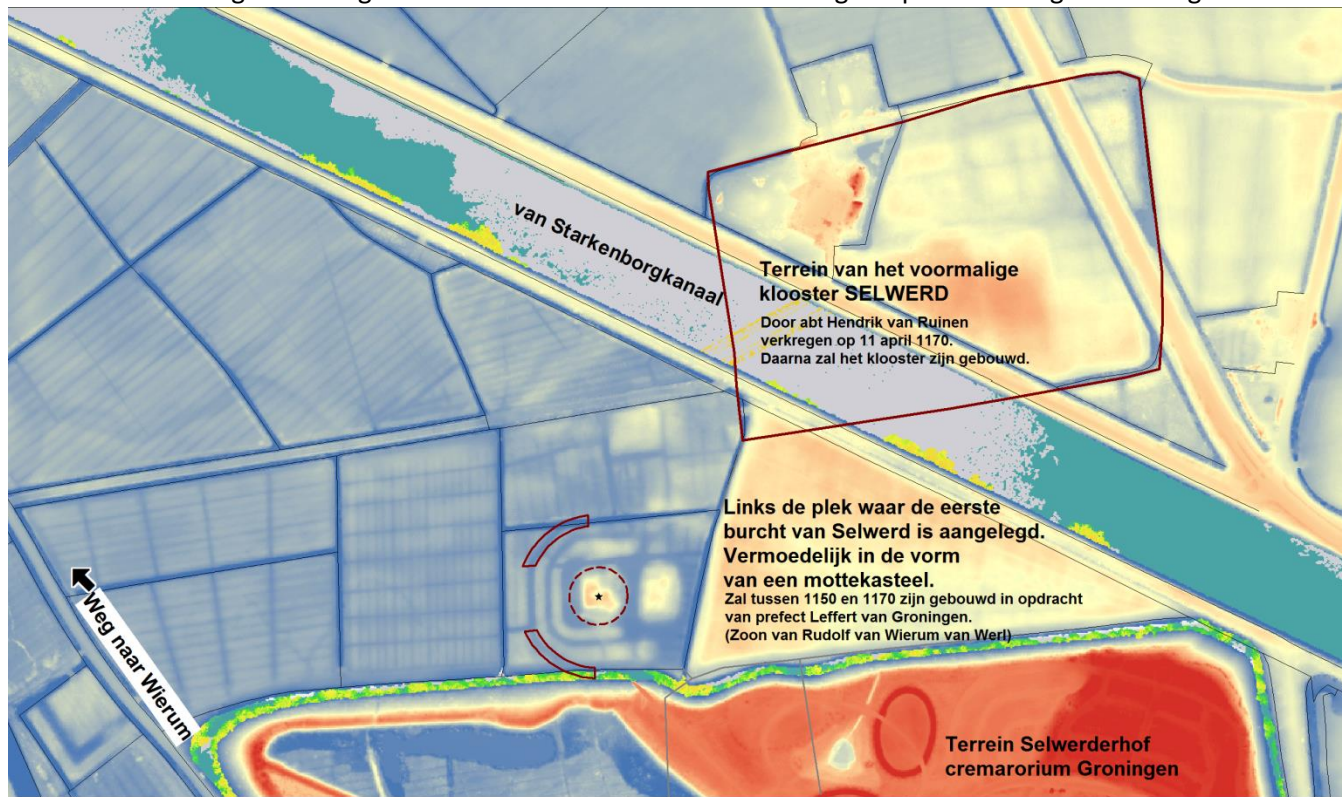 van Starkenborgkanaal
Terrein van het voormalige
klooster SELWERD
Door abt Hendrik van Ruinen
verkregen op 11 april 1170.
Daarna zal het klooster zijn gebouwd.
Links de plek waar de eerste
burcht van Selwerd is aangelegd.
Vermoedelijk in de vorm
van een mottekasteel.
Zal tussen 1150 en 1170 zijn gebouwd in opdracht
van prefect Leffert van Groningen.
(Zoon van Rudolf van Wierum van Werl)
Weg naar Wierum
Terrein Selwerderhof
cremarorium Groningen